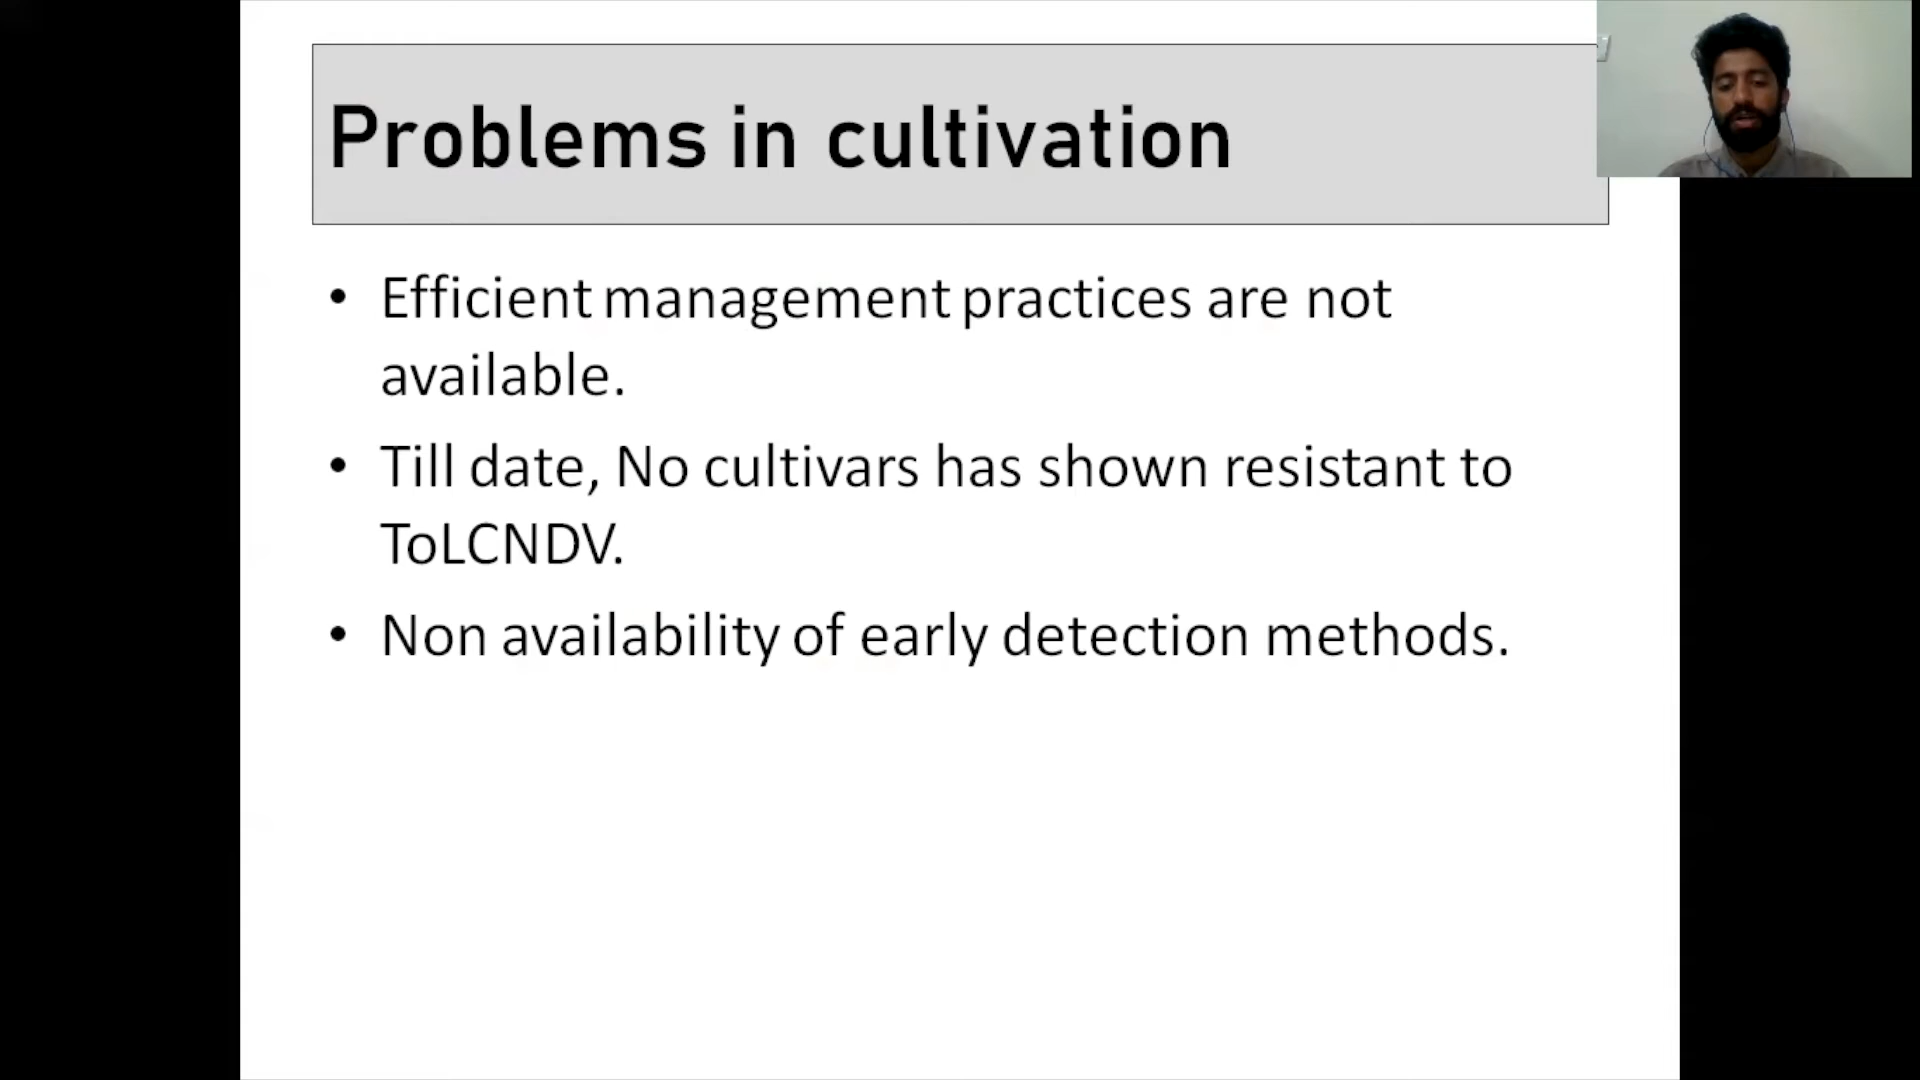 Problems in cultivation
• Efficient management practices are not
available.
• Till date, No cultivars has shown resistant to
ToLCNDV.
• Non availability of early detection methods.